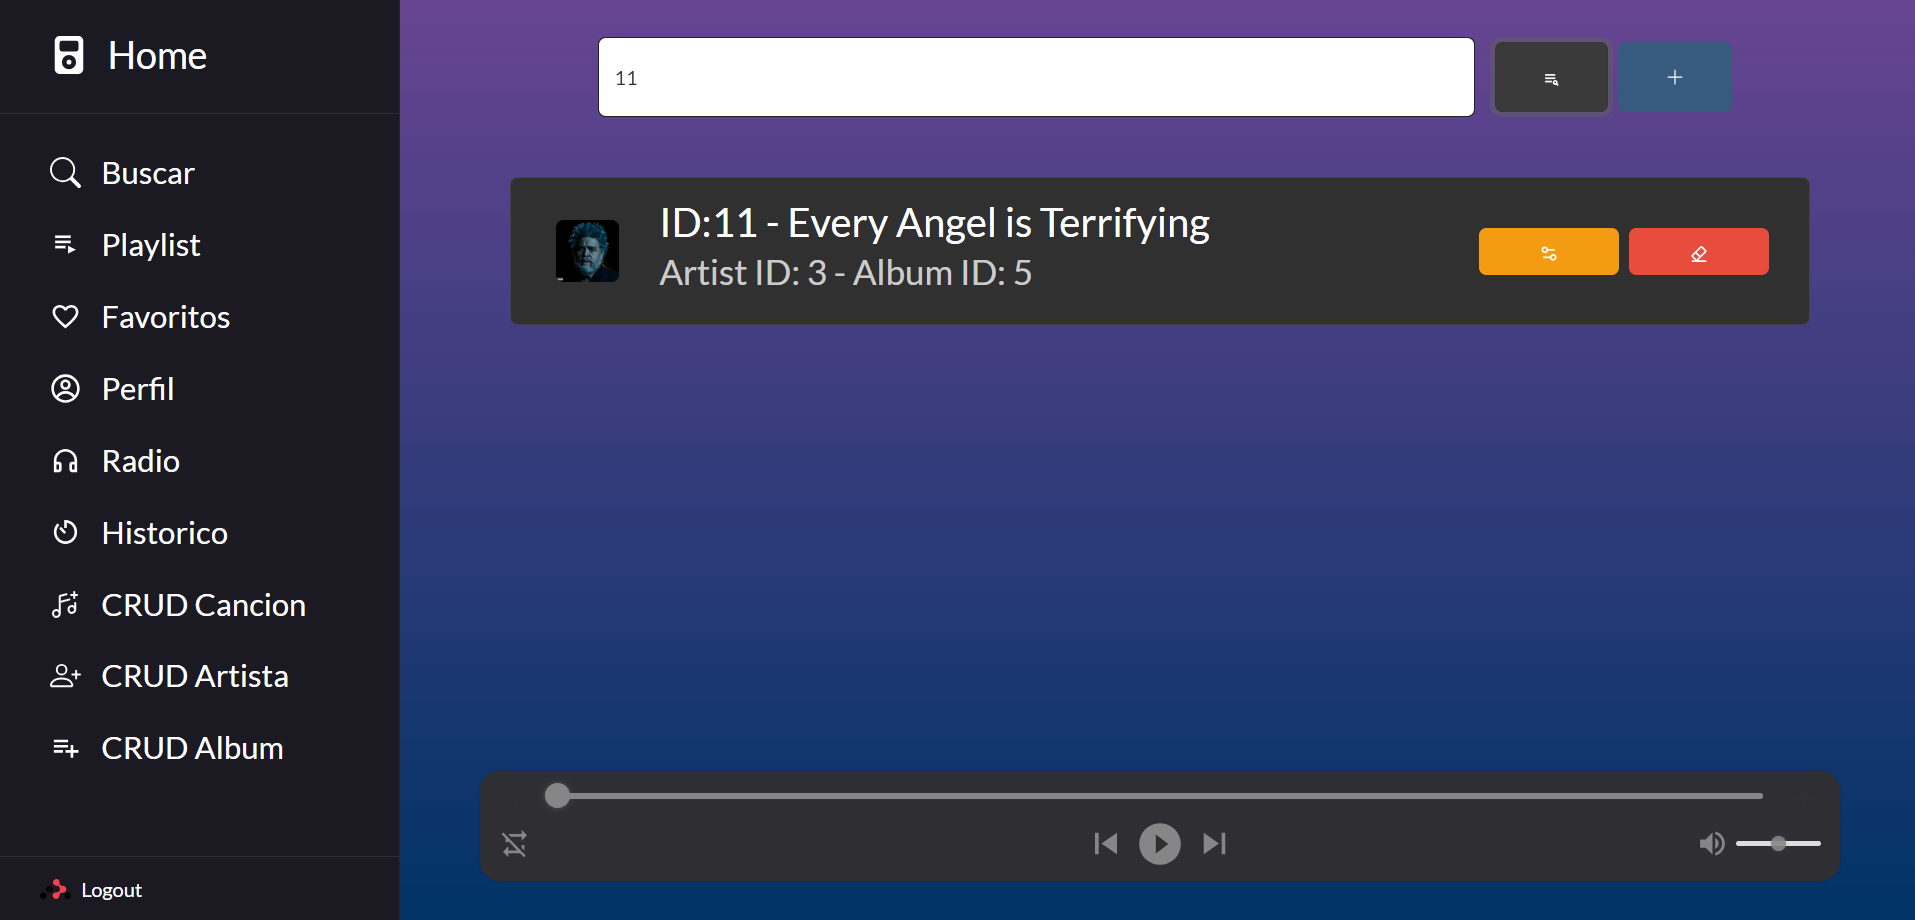 Home
Buscar
Playlist
Favoritos
Perfil
Radio
Historico
CRUD Cancion
CRUD Artista
CRUD Album
Logout
11
ID:11 - Every Angel is Terrifying
Artist ID: 3 - Album ID: 5